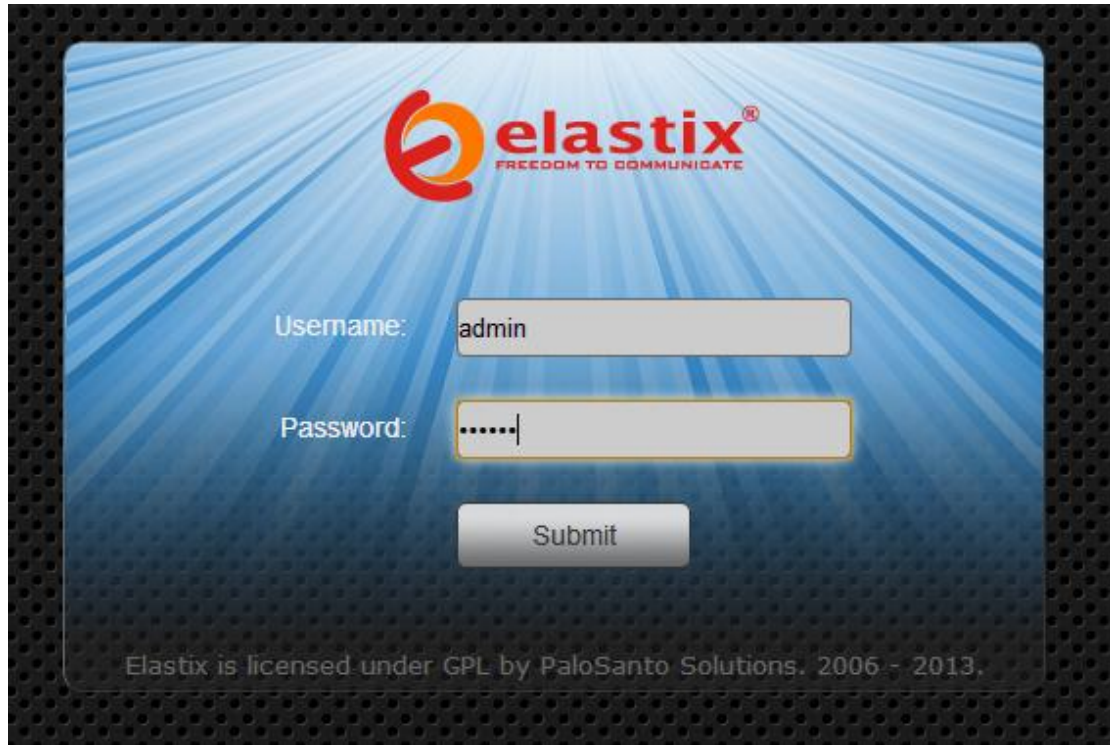 elastix®
FREEDOM TO COMMUNICATE
Username:
admin
Password:
••••••
Submit
Elastix is licensed under GPL by PaloSanto Solutions. 2006 - 2013.